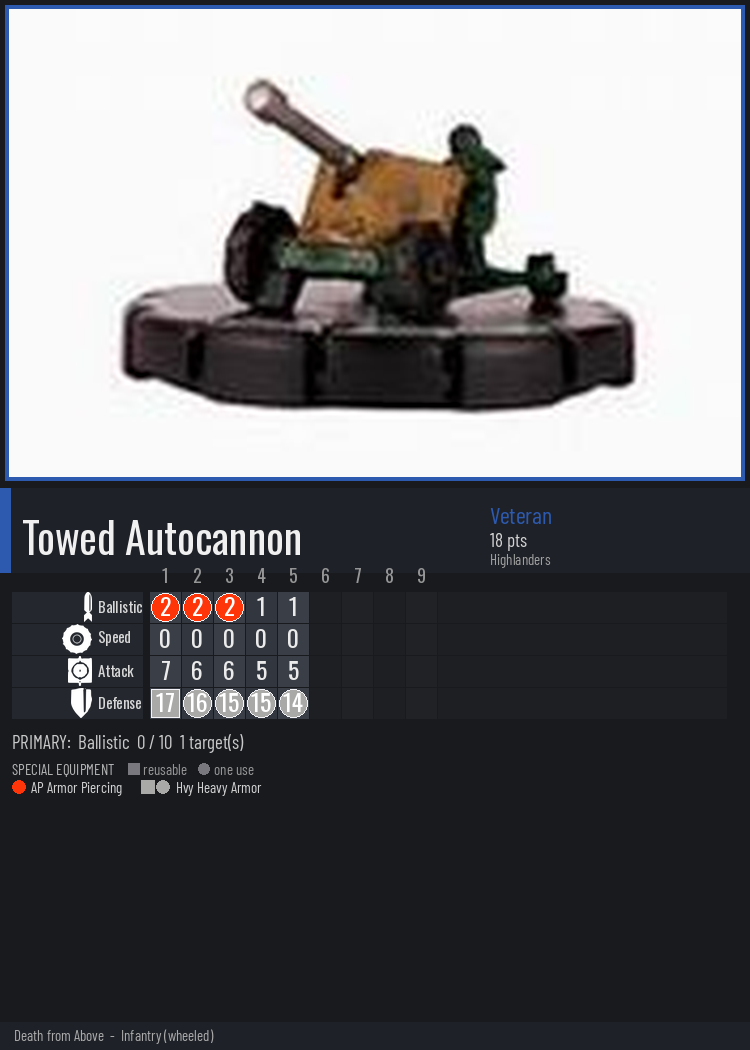 Towed Autocannon
Veteran
18 pts
Highlanders
1 2 3 4 5 6 7 8 9
Ballistic 2 2 2 1 1
Speed 0 0 0 0 0
Attack 7 6 6 5 5
Defense 17 16 15 15 14
PRIMARY: Ballistic 0 / 10 1 target(s)
SPECIAL EQUIPMENT reusable one use
AP Armor Piercing Hvy Heavy Armor
Death from Above - Infantry (wheeled)